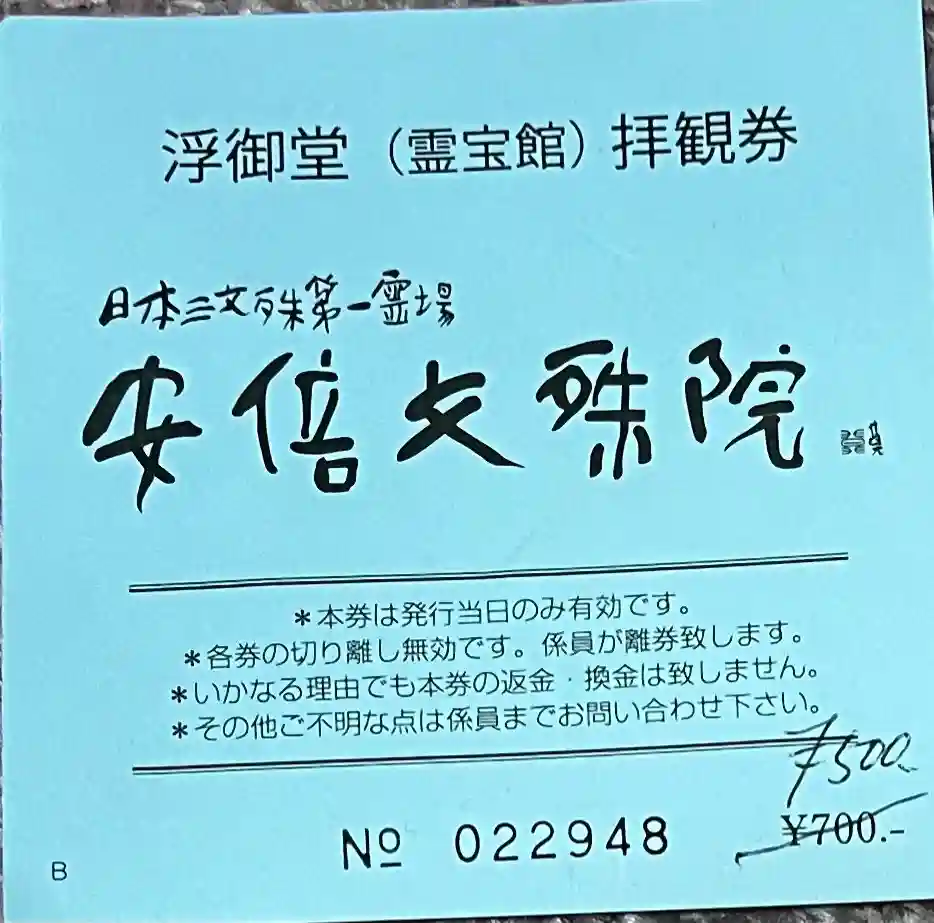 浮御堂（霊宝館）拝観券
日本三文殊第一霊場
安倍文殊院
＊本券は発行当日のみ有効です。
＊各券の切り離し無効です。係員が離券致します。
＊いかなる理由でも本券の返金・換金は致しません。
＊その他ご不明な点は係員までお問い合わせ下さい。
¥500.
¥700.-
№ 022948
B